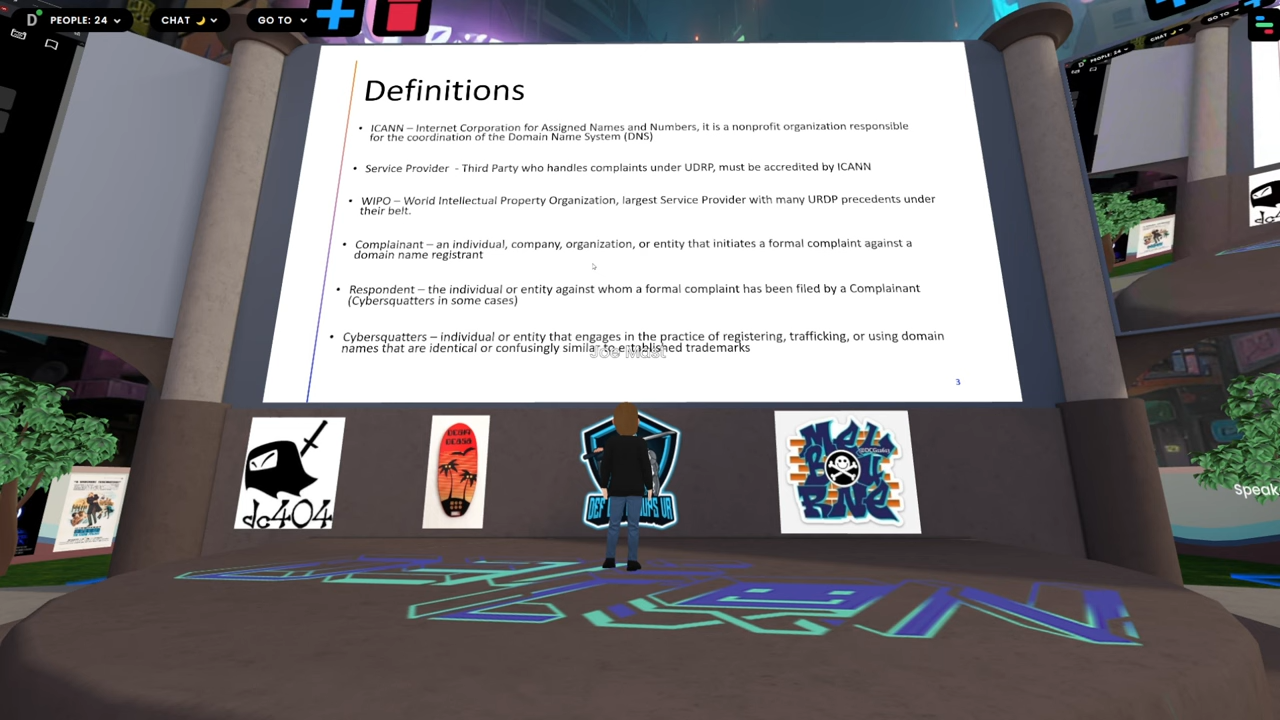 PEOPLE: 24
CHAT
GO TO
Definitions
• ICANN – Internet Corporation for Assigned Names and Numbers, it is a nonprofit organization responsible
for the coordination of the Domain Name System (DNS)
• Service Provider - Third Party who handles complaints under UDRP, must be accredited by ICANN
• WIPO – World Intellectual Property Organization, largest Service Provider with many URDP precedents under
their belt.
• Complainant – an individual, company, organization, or entity that initiates a formal complaint against a
domain name registrant
• Respondent – the individual or entity against whom a formal complaint has been filed by a Complainant
(Cybersquatters in some cases)
• Cybersquatters – individual or entity that engages in the practice of registering, trafficking, or using domain
names that are identical or confusingly similar to established trademarks
3
dc404
MELBOURNE
PEOPLE: 24
CHAT
GO TO
Speak